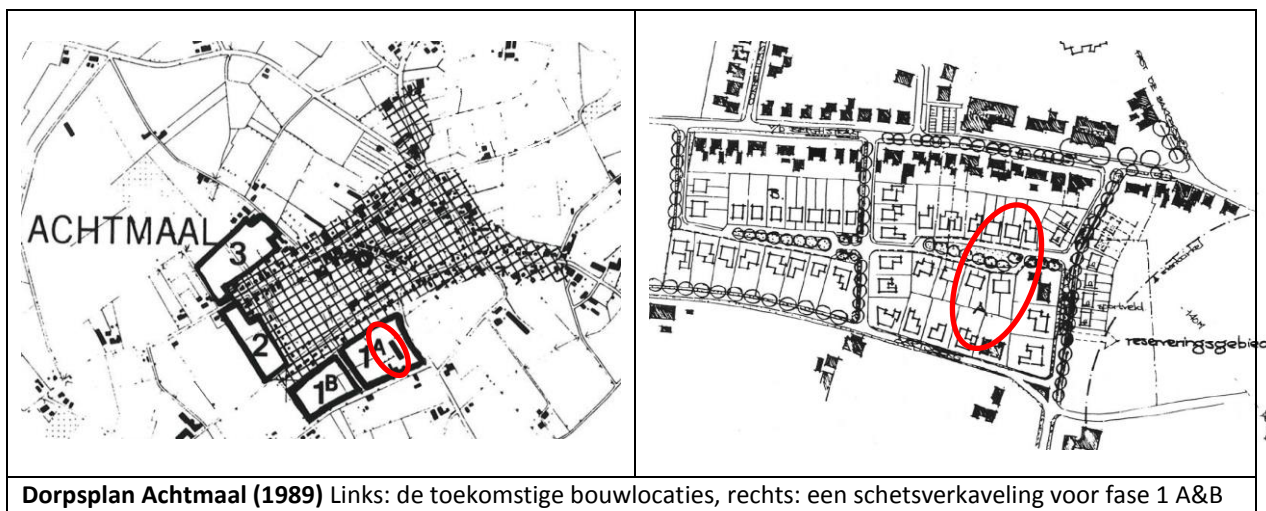 ACHTMAAL
3
2
1B
1A
B
A
sportveld
reserveringsgebied
Dorpsplan Achtmaal (1989) Links: de toekomstige bouwlocaties, rechts: een schetsverkaveling voor fase 1 A&B